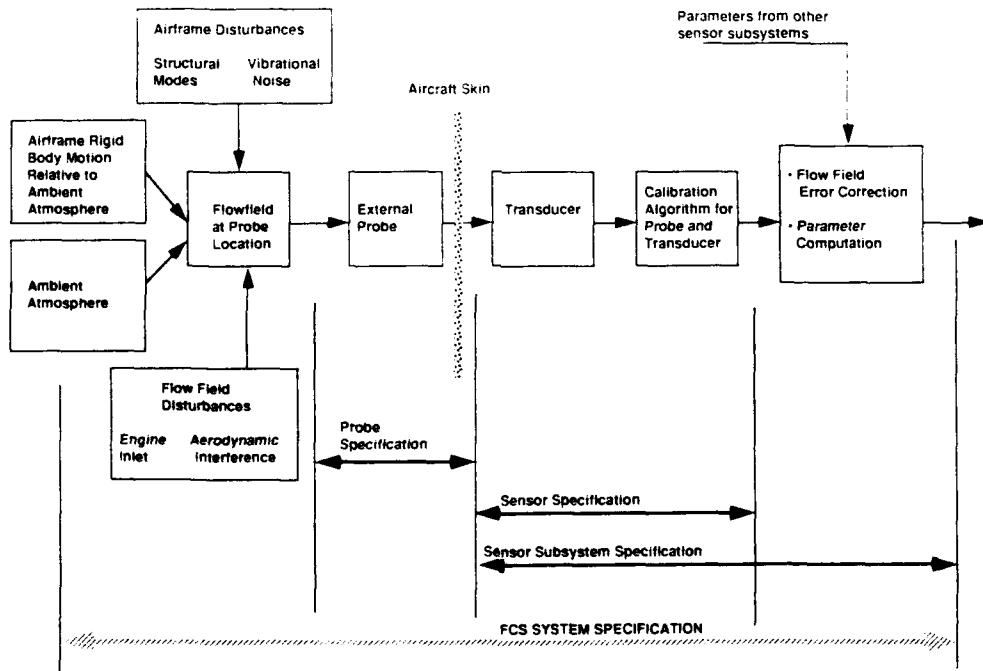 Airframe Disturbances
Structural Modes
Vibrational Noise
Parameters from other
sensor subsystems
Aircraft Skin
Airframe Rigid
Body Motion
Relative to
Ambient
Atmosphere
Flowfield
at Probe
Location
External
Probe
Transducer
Calibration
Algorithm for
Probe and
Transducer
· Flow Field
Error Correction
· Parameter
Computation
Ambient
Atmosphere
Flow Field
Disturbances
Engine
Inlet
Aerodynamic
Interference
Probe
Specification
Sensor Specification
Sensor Subsystem Specification
FCS SYSTEM SPECIFICATION